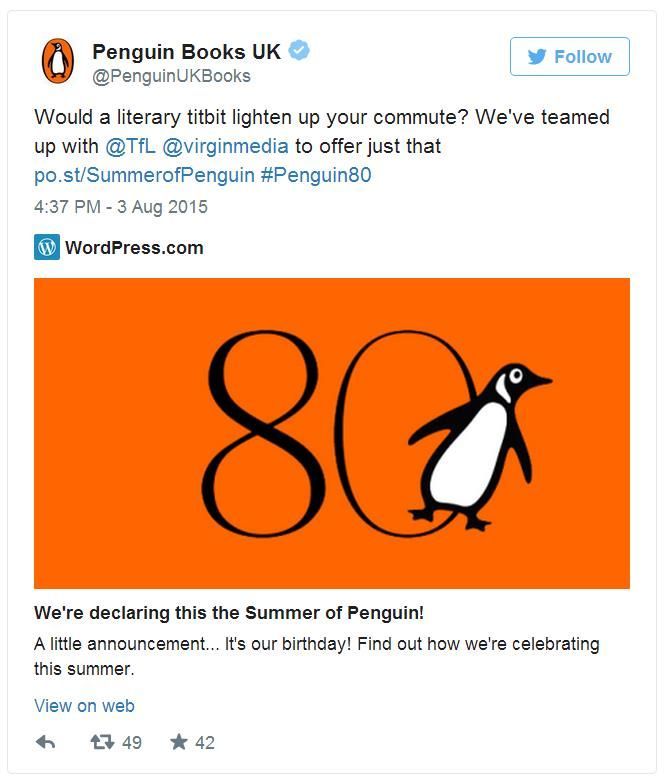 Penguin Books UK
@PenguinUKBooks
Follow
Would a literary titbit lighten up your commute? We've teamed
up with @TfL @virginmedia to offer just that
po.st/SummerofPenguin #Penguin80
4:37 PM - 3 Aug 2015
WordPress.com
80
We're declaring this the Summer of Penguin!
A little announcement... It's our birthday! Find out how we're celebrating
this summer.
View on web
49 42